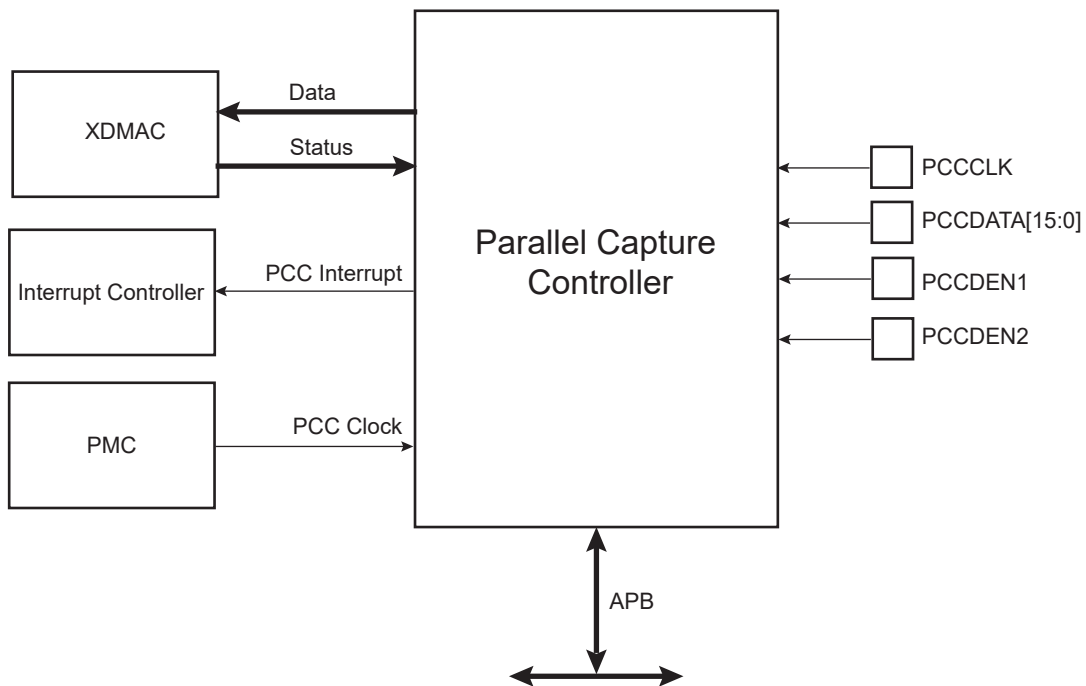 XDMAC
Data
Status
Interrupt Controller
PCC Interrupt
PMC
PCC Clock
Parallel Capture
Controller
PCCCLK
PCCDATA[15:0]
PCCDEN1
PCCDEN2
APB